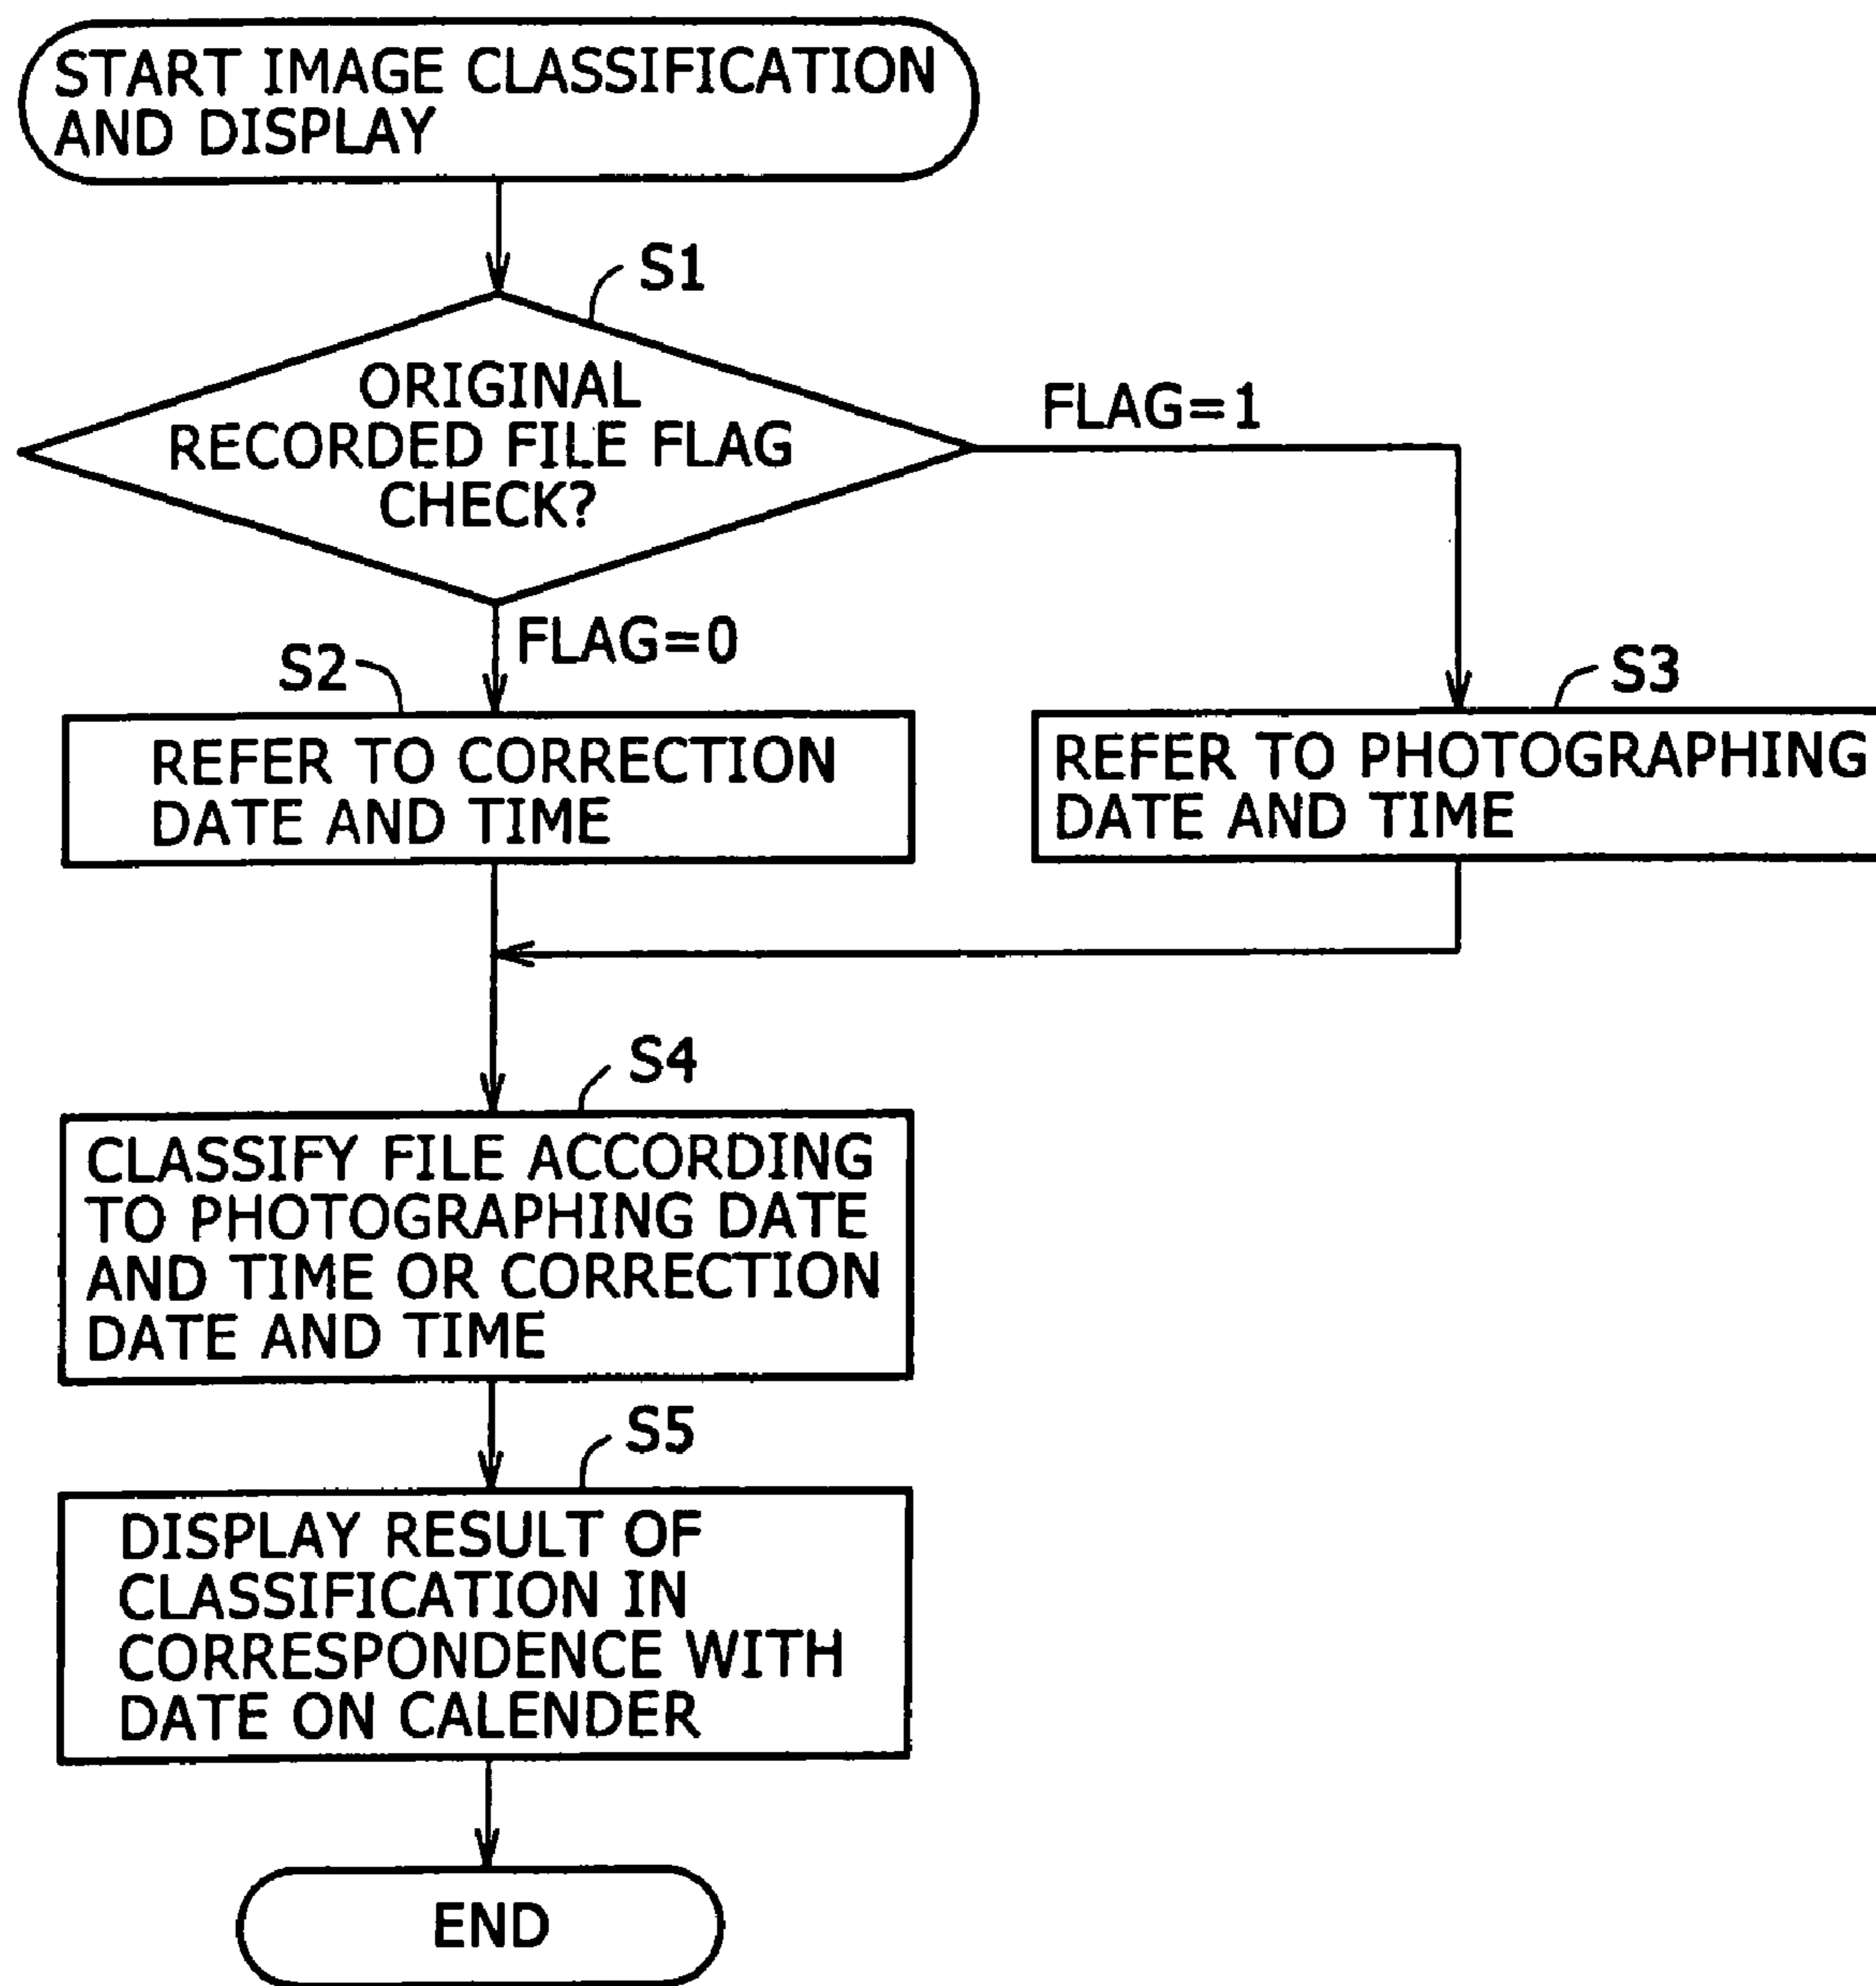 START IMAGE CLASSIFICATION
AND DISPLAY
S1
ORIGINAL
RECORDED FILE FLAG
CHECK?
FLAG=1
FLAG=0
S2
REFER TO CORRECTION
DATE AND TIME
S3
REFER TO PHOTOGRAPHING
DATE AND TIME
S4
CLASSIFY FILE ACCORDING
TO PHOTOGRAPHING DATE
AND TIME OR CORRECTION
DATE AND TIME
S5
DISPLAY RESULT OF
CLASSIFICATION IN
CORRESPONDENCE WITH
DATE ON CALENDER
END